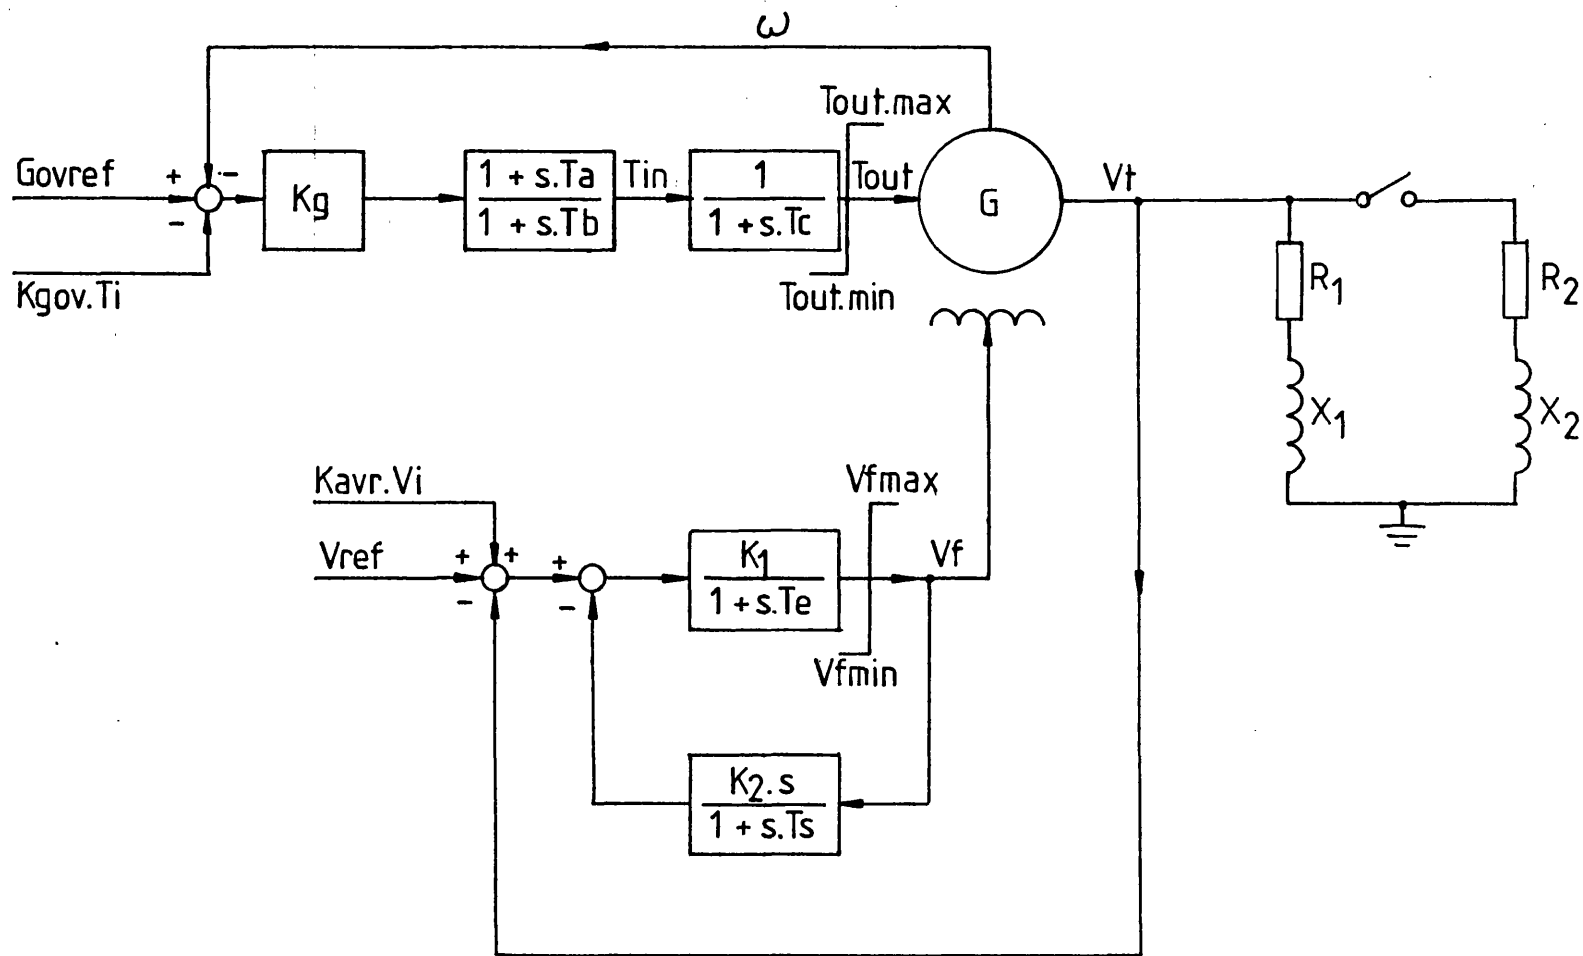 ω
Tout.max
Govref
+
-
-
Kg
1 + s.Ta
1 + s.Tb
Tin
1
1 + s.Tc
Tout
G
Vt
Kgov.Ti
Tout.min
R1
R2
X1
X2
Kavr.Vi
Vfmax
Vref
+
+
-
+
-
K1
1 + s.Te
Vf
Vfmin
K2.s
1 + s.Ts